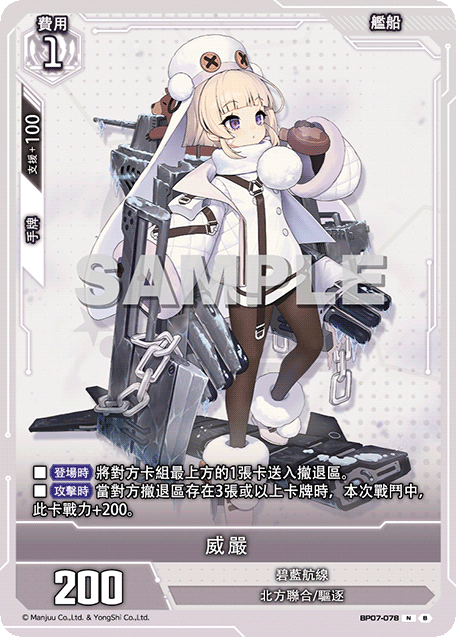 費用
1
艦船
支援+100
手牌
SAMPLE
■ 登場時 將對方卡組最上方的1張卡送入撤退區。
■ 攻擊時 當對方撤退區存在3張或以上卡牌時，本次戰鬥中，
此卡戰力+200。
威嚴
200
碧藍航線
北方聯合/驅逐
© Manjuu Co.,Ltd. & YongShi Co.,Ltd.
BP07-078 N B